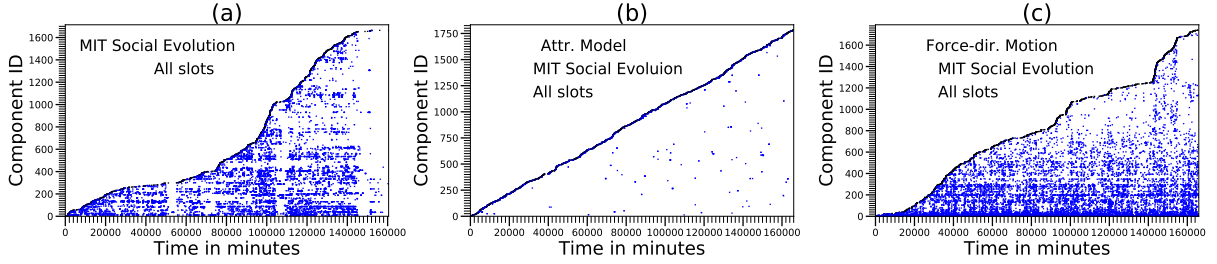 (a)
MIT Social Evolution
All slots
Component ID
1600
1400
1200
1000
800
600
400
200
0
0 20000 40000 60000 80000 100000 120000 140000 160000
Time in minutes
(b)
Attr. Model
MIT Social Evoluion
All slots
Component ID
1750
1500
1250
1000
750
500
250
0
0 20000 40000 60000 80000 100000 120000 140000 160000
Time in minutes
(c)
Force-dir. Motion
MIT Social Evoluion
All slots
Component ID
1600
1400
1200
1000
800
600
400
200
0
0 20000 40000 60000 80000 100000 120000 140000 160000
Time in minutes